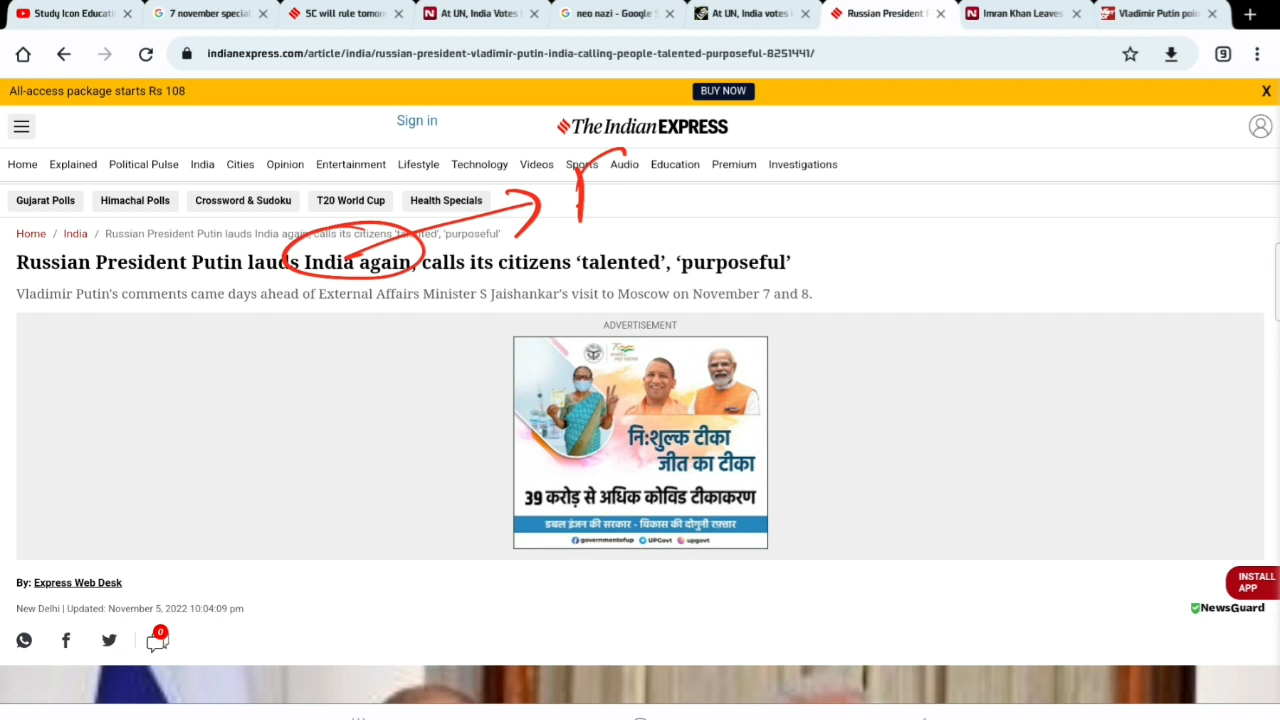 Study Icon Educati
7 november special
SC will rule tomorr
At UN, India Votes
neo nazi - Google S
At UN, India votes i
Russian President P
Imran Khan Leaves
Vladimir Putin poin
indianexpress.com/article/india/russian-president-vladimir-putin-india-calling-people-talented-purposeful-8251441/
9
All-access package starts Rs 108
BUY NOW
X
Sign in
The Indian EXPRESS
Home Explained Political Pulse India Cities Opinion Entertainment Lifestyle Technology Videos Sports Audio Education Premium Investigations
Gujarat Polls Himachal Polls Crossword & Sudoku T20 World Cup Health Specials
Home / India / Russian President Putin lauds India again, calls its citizens 'talented', 'purposeful'
Russian President Putin lauds India again, calls its citizens ‘talented’, ‘purposeful’
Vladimir Putin's comments came days ahead of External Affairs Minister S Jaishankar's visit to Moscow on November 7 and 8.
ADVERTISEMENT
नि:शुल्क टीका
जीत का टीका
39 करोड़ से अधिक कोविड टीकाकरण
डबल इंजन की सरकार - विकास की दोगुनी रफ़्तार
governmentofup UPGovt upgovt
By: Express Web Desk
INSTALL
APP
New Delhi | Updated: November 5, 2022 10:04:09 pm
NewsGuard
0